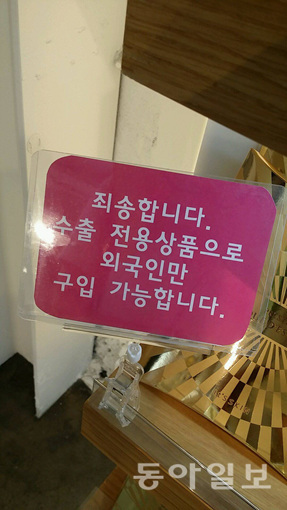 죄송합니다.
수출 전용상품으로
외국인만
구입 가능합니다.
동아일보